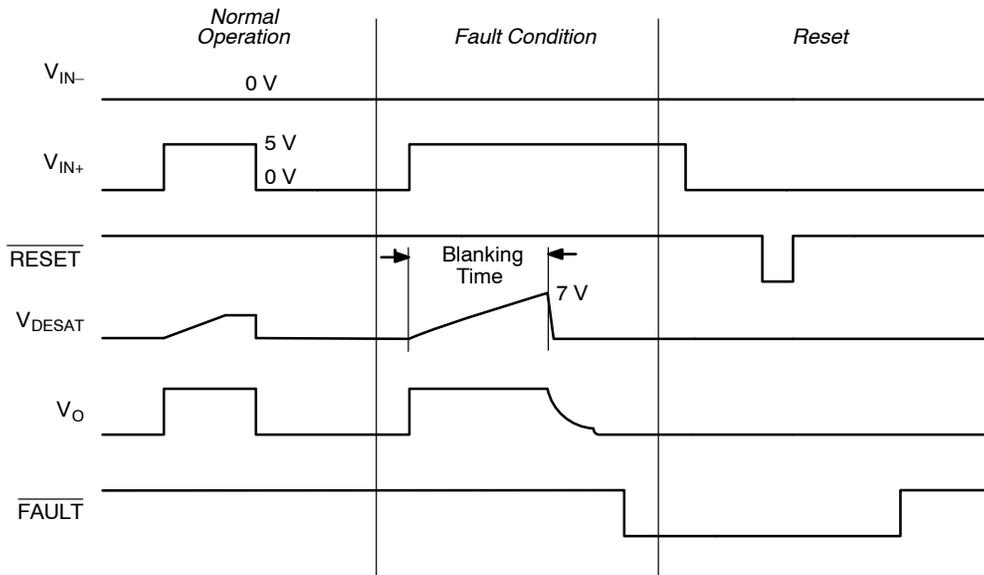 Normal
Operation
Fault Condition
Reset
VIN–
0 V
VIN+
5 V
0 V
RESET
Blanking
Time
VDESAT
7 V
VO
FAULT